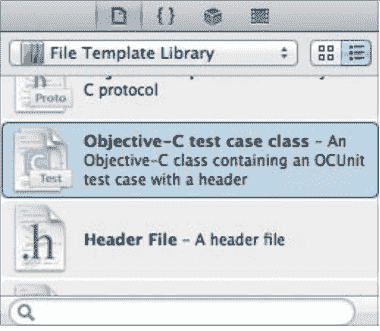 { }
File Template Library
Proto
C protocol
Objective-C test case class – An
Objective-C class containing an OCUnit
test case with a header
Test
Header File – A header file
.h